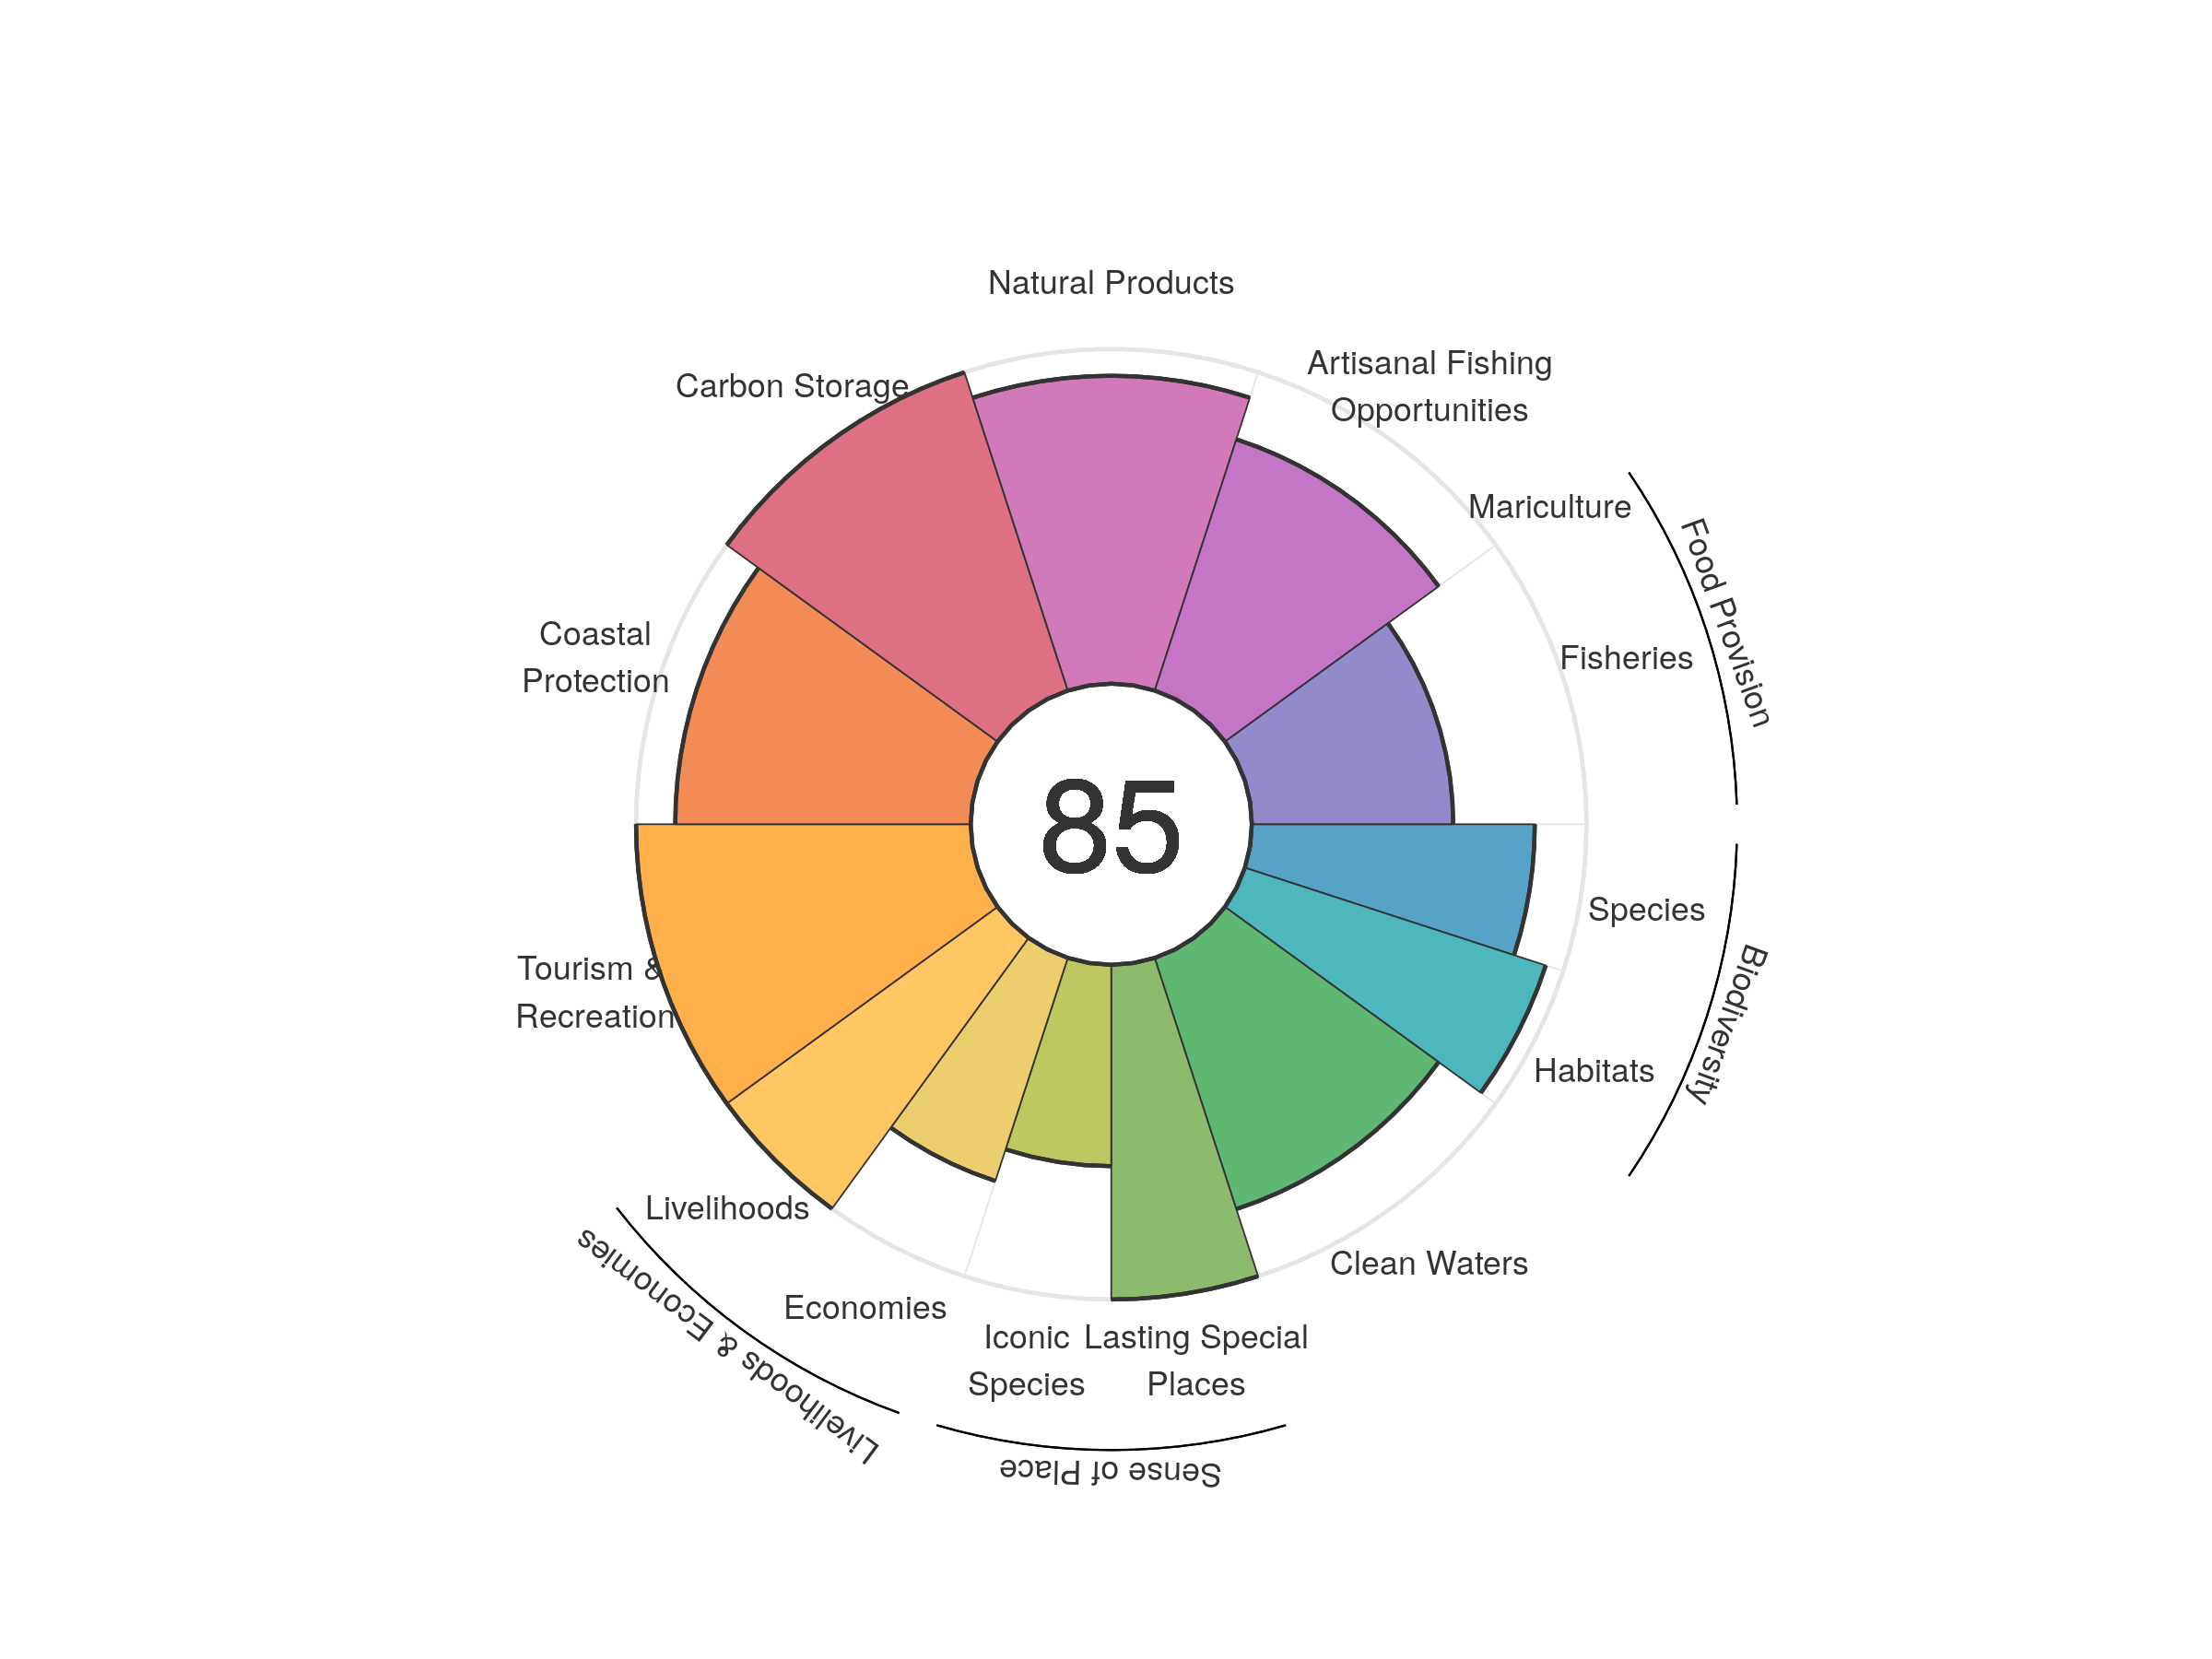 Natural Products
Artisanal Fishing
Opportunities
Carbon Storage
Mariculture
Food Provision
Fisheries
Coastal
Protection
85
Species
Biodiversity
Tourism &
Recreation
Habitats
Livelihoods
Livelihoods & Economies
Clean Waters
Economies
Iconic
Species
Lasting Special
Places
Sense of Place